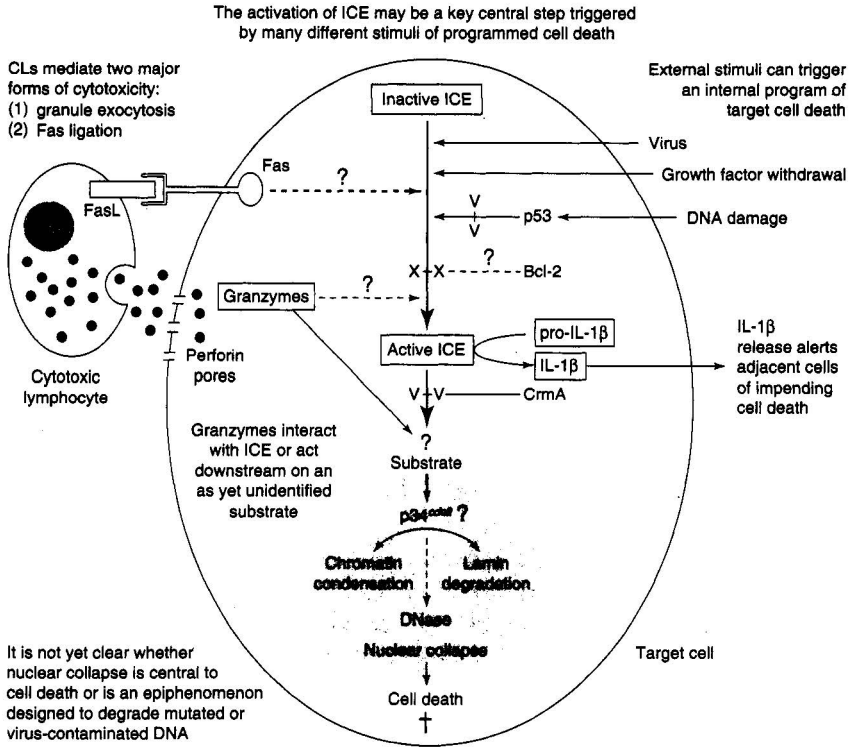 The activation of ICE may be a key central step triggered
by many different stimuli of programmed cell death
CLs mediate two major
forms of cytotoxicity:
(1) granule exocytosis
(2) Fas ligation
External stimuli can trigger
an internal program of
target cell death
Inactive ICE
Virus
Fas
?
Growth factor withdrawal
FasL
V
V
p53
DNA damage
X X
?
Bcl-2
Granzymes
?
pro-IL-1β
Active ICE
IL-1β
IL-1β
release alerts
adjacent cells
of impending
cell death
Perforin
pores
Cytotoxic
lymphocyte
V V
CrmA
Granzymes interact
with ICE or act
downstream on an
as yet unidentified
substrate
?
Substrate
p34 ?
Chromatin
condensation
Lamin
degradation
DNase
Nuclear collapse
It is not yet clear whether
nuclear collapse is central to
cell death or is an epiphenomenon
designed to degrade mutated or
virus-contaminated DNA
Target cell
Cell death
†